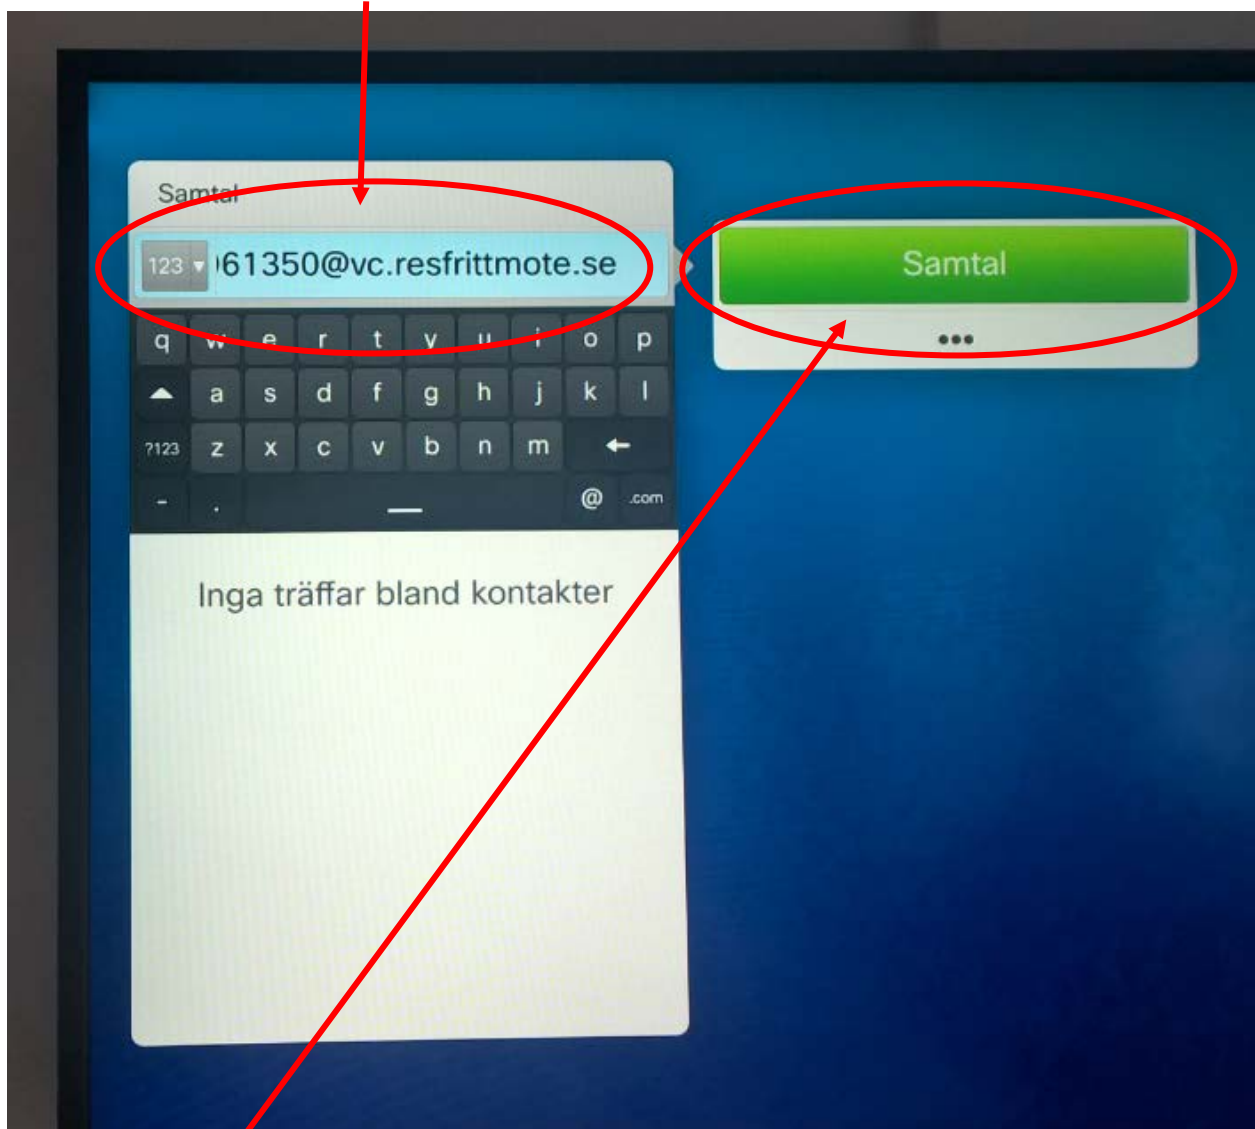 Samtal
123 61350@vc.resfrittmote.se
Samtal
•••
q w e r t y u i o p
a s d f g h j k l
?123 z x c v b n m
- . @ .com
Inga träffar bland kontakter